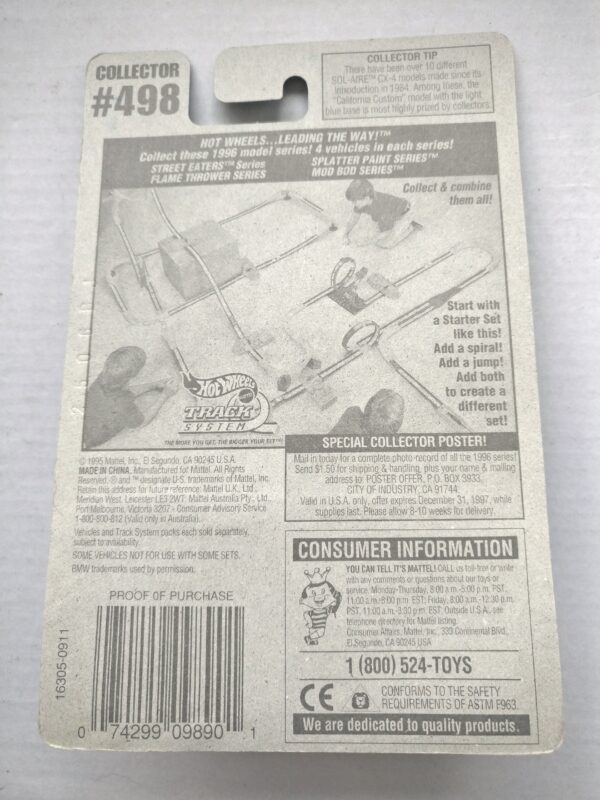 COLLECTOR
#498
COLLECTOR TIP
There have been over 10 different
SOL-AIRE™ CX-4 models made since its
introduction in 1984. Among these, the
"California Custom" model with the light
blue base is most highly prized by collectors.
HOT WHEELS...LEADING THE WAY!™
Collect these 1996 model series! 4 vehicles in each series!
STREET EATERS™ Series
SPLATTER PAINT SERIES™
FLAME THROWER SERIES
MOD BOD SERIES™
Collect & combine
them all!
Start with
a Starter Set
like this!
Add a spiral!
Add a jump!
Add both
to create a
different
set!
Hot Wheels
TRACK
SYSTEM
THE MORE YOU GET, THE BIGGER YOUR SET™
© 1995 Mattel, Inc., El Segundo, CA 90245 U.S.A.
MADE IN CHINA. Manufactured for Mattel. All Rights
Reserved. ® and ™ designate U.S. trademarks of Mattel, Inc.
Retain this address for future reference: Mattel U.K., Ltd.,
Meridian West, Leicester LE3 2WT. Mattel Australia Pty., Ltd.,
Port Melbourne, Victoria 3207 - Consumer Advisory Service
1-800-800-812 (Valid only in Australia).
Vehicles and Track System packs each sold separately,
subject to availability.
SOME VEHICLES NOT FOR USE WITH SOME SETS.
BMW trademarks used by permission.
SPECIAL COLLECTOR POSTER!
Mail in today for a complete photo-record of all the 1996 series!
Send $1.50 for shipping & handling, plus your name & mailing
address to: POSTER OFFER, P.O. BOX 3933,
CITY OF INDUSTRY, CA 91744.
Valid in U.S.A. only, offer expires December 31, 1997, while
supplies last. Please allow 8-10 weeks for delivery.
CONSUMER INFORMATION
YOU CAN TELL IT'S MATTEL! CALL us toll-free or write
with any comments or questions about our toys or
service. Monday-Thursday, 8:00 a.m.-5:00 p.m. PST,
11:00 a.m.-8:00 p.m. EST; Friday, 8:00 a.m.-12:30 p.m.
PST, 11:00 a.m.-3:30 p.m. EST. Outside U.S.A., see
telephone directory for Mattel listing.
Consumer Affairs, Mattel, Inc., 333 Continental Blvd.,
El Segundo, CA 90245 USA
1 (800) 524-TOYS
CE
CONFORMS TO THE SAFETY
REQUIREMENTS OF ASTM F963.
We are dedicated to quality products.
PROOF OF PURCHASE
16305-0911
0 74299 09890 1